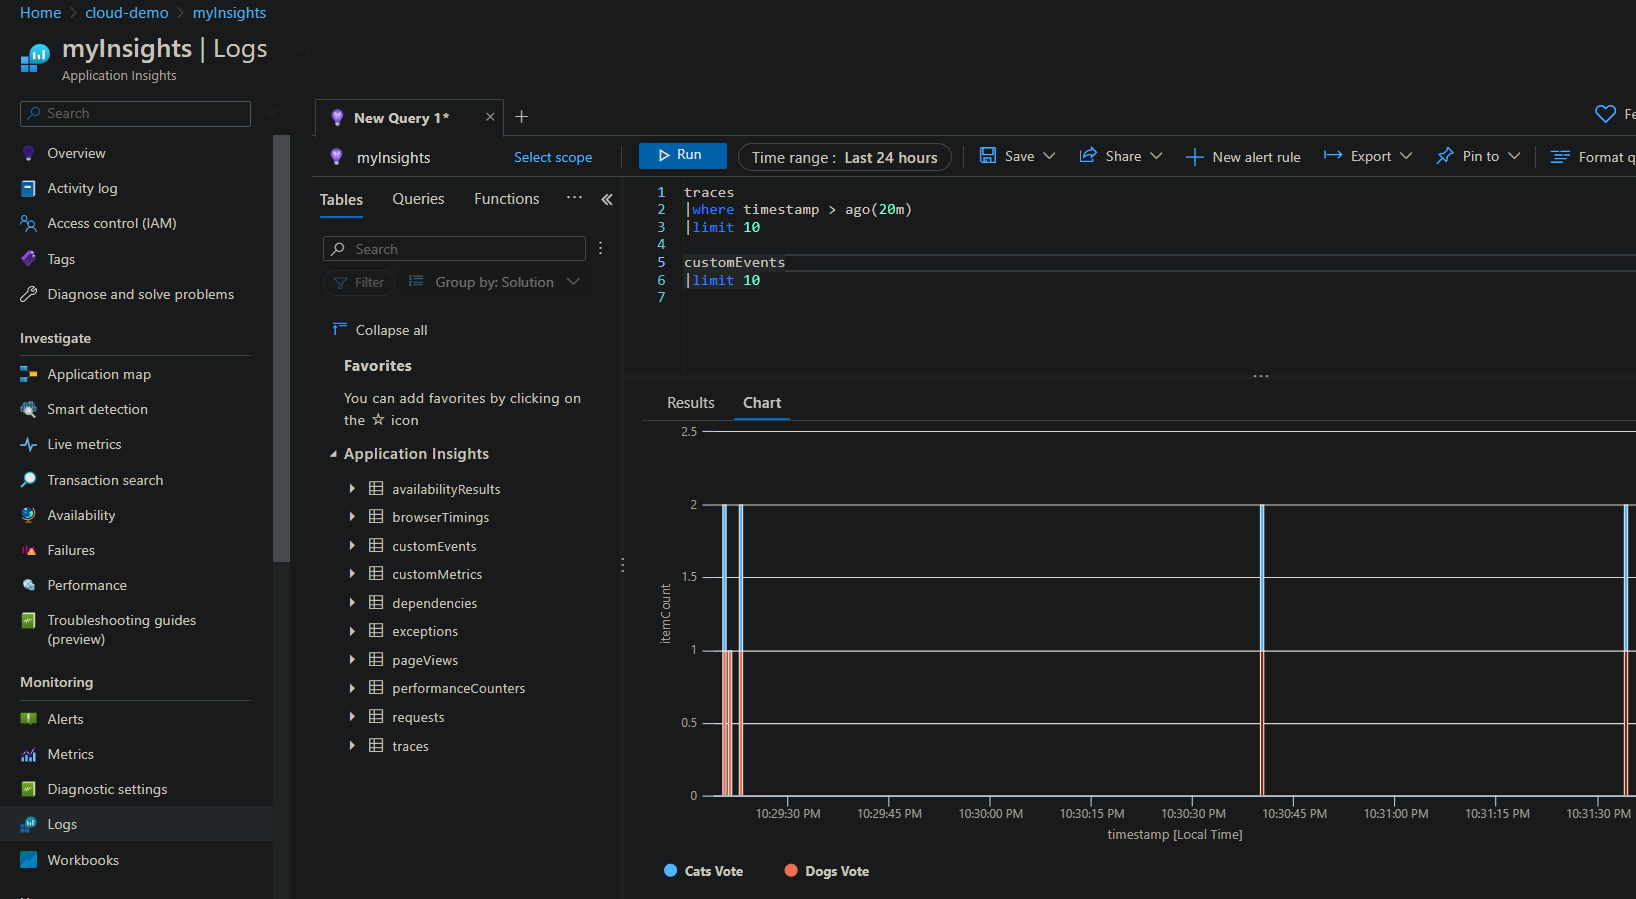 Home > cloud-demo > myInsights
myInsights | Logs
Application Insights
Search
Overview
Activity log
Access control (IAM)
Tags
Diagnose and solve problems
Investigate
Application map
Smart detection
Live metrics
Transaction search
Availability
Failures
Performance
Troubleshooting guides
(preview)
Monitoring
Alerts
Metrics
Diagnostic settings
Logs
Workbooks
New Query 1*
myInsights
Select scope
Run
Time range : Last 24 hours
Save
Share
New alert rule
Export
Pin to
Format q
Tables
Queries
Functions
Search
Filter
Group by: Solution
Collapse all
Favorites
You can add favorites by clicking on
the ☆ icon
Application Insights
availabilityResults
browserTimings
customEvents
customMetrics
dependencies
exceptions
pageViews
performanceCounters
requests
traces
1 traces
2 |where timestamp > ago(20m)
3 |limit 10
4
5 customEvents
6 |limit 10
7
Results
Chart
2.5
2
1.5
1
0.5
0
itemCount
10:29:30 PM
10:29:45 PM
10:30:00 PM
10:30:15 PM
10:30:30 PM
10:30:45 PM
10:31:00 PM
10:31:15 PM
10:31:30 PM
timestamp [Local Time]
Cats Vote
Dogs Vote